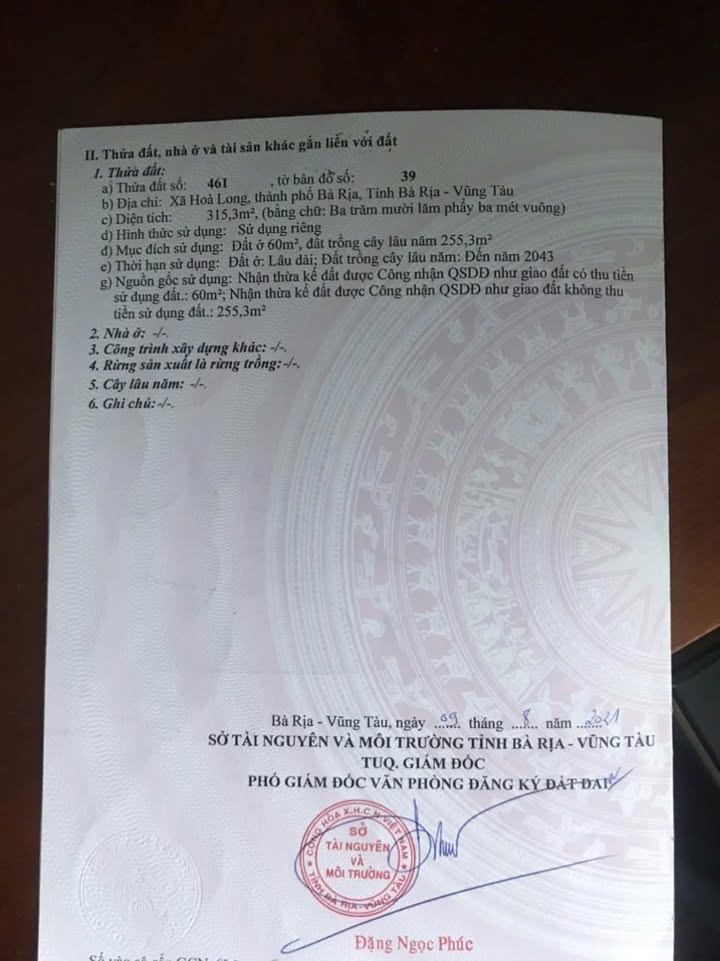 II. Thửa đất, nhà ở và tài sản khác gắn liền với đất
1. Thửa đất:
a) Thửa đất số: 461 , tờ bản đồ số: 39
b) Địa chỉ: Xã Hoà Long, thành phố Bà Rịa, Tỉnh Bà Rịa - Vũng Tàu
c) Diện tích: 315,3m², (bằng chữ: Ba trăm mười lăm phẩy ba mét vuông)
d) Hình thức sử dụng: Sử dụng riêng
đ) Mục đích sử dụng: Đất ở 60m², đất trồng cây lâu năm 255,3m²
e) Thời hạn sử dụng: Đất ở: Lâu dài; Đất trồng cây lâu năm: Đến năm 2043
g) Nguồn gốc sử dụng: Nhận thừa kế đất được Công nhận QSDĐ như giao đất có thu tiền
sử dụng đất.: 60m²; Nhận thừa kế đất được Công nhận QSDĐ như giao đất không thu
tiền sử dụng đất.: 255,3m²
2. Nhà ở: -/-.
3. Công trình xây dựng khác: -/-.
4. Rừng sản xuất là rừng trồng: -/-.
5. Cây lâu năm: -/-.
6. Ghi chú: -/-.
Bà Rịa - Vũng Tàu, ngày 09 tháng 8 năm 2021
SỞ TÀI NGUYÊN VÀ MÔI TRƯỜNG TỈNH BÀ RỊA - VŨNG TÀU
TUQ. GIÁM ĐỐC
PHÓ GIÁM ĐỐC VĂN PHÒNG ĐĂNG KÝ ĐẤT ĐAI
CỘNG HÒA X.H.C.N VIỆT NAM
SỞ
TÀI NGUYÊN
VÀ
MÔI TRƯỜNG
TỈNH BÀ RỊA - VŨNG TÀU
Đặng Ngọc Phúc